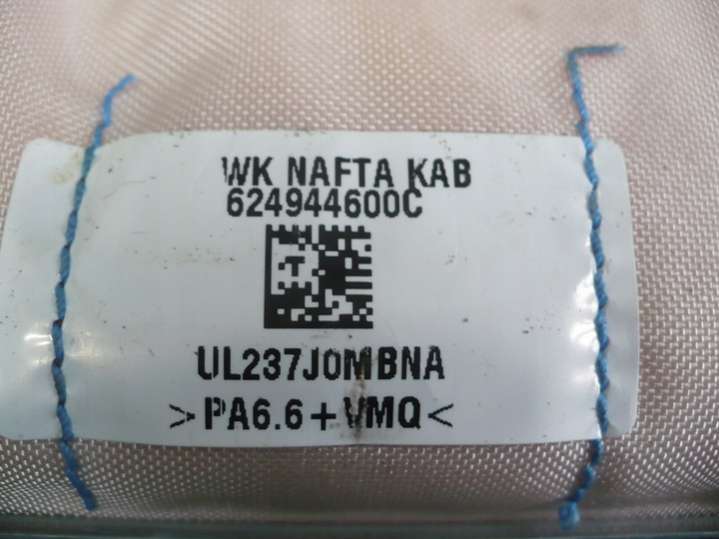 WK NAFTA KAB
624944600C
UL237J0MBNA
>PA6.6+VMQ<